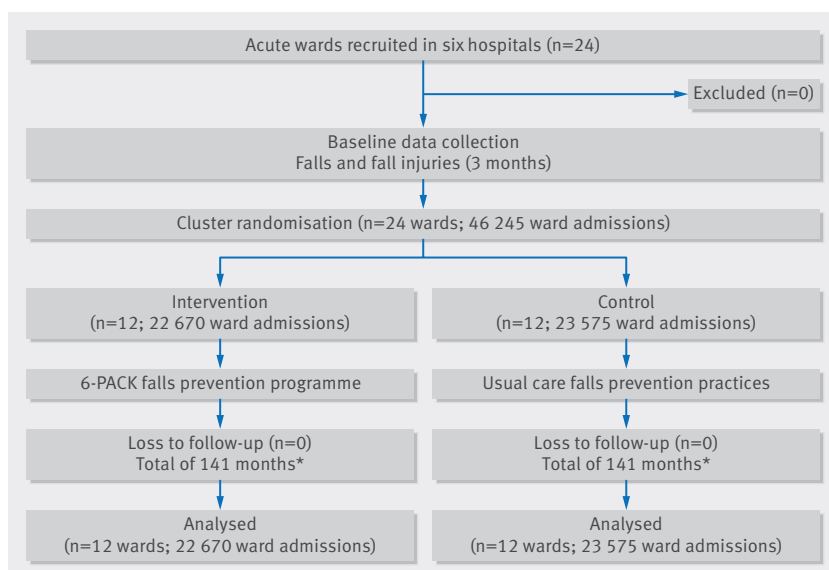 Acute wards recruited in six hospitals (n=24)
Excluded (n=0)
Baseline data collection
Falls and fall injuries (3 months)
Cluster randomisation (n=24 wards; 46 245 ward admissions)
Intervention
(n=12; 22 670 ward admissions)
Control
(n=12; 23 575 ward admissions)
6-PACK falls prevention programme
Usual care falls prevention practices
Loss to follow-up (n=0)
Total of 141 months*
Loss to follow-up (n=0)
Total of 141 months*
Analysed
(n=12 wards; 22 670 ward admissions)
Analysed
(n=12 wards; 23 575 ward admissions)